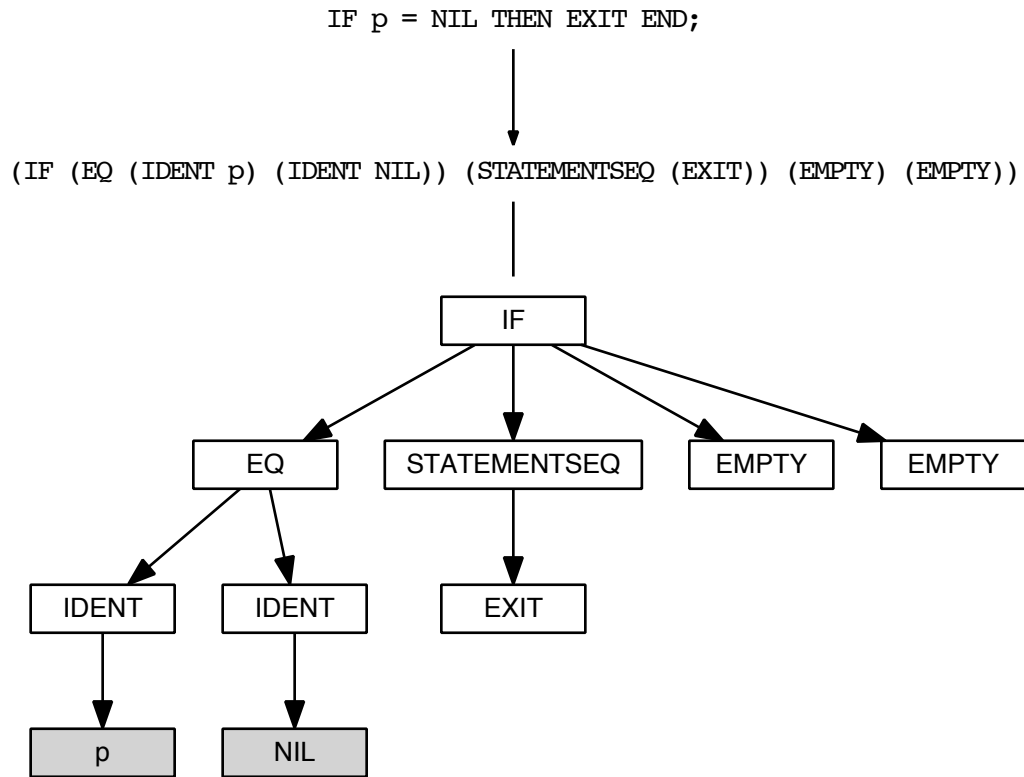 IF p = NIL THEN EXIT END;
(IF (EQ (IDENT p) (IDENT NIL)) (STATEMENTSEQ (EXIT)) (EMPTY) (EMPTY))
IF
EQ STATEMENTSEQ EMPTY EMPTY
IDENT IDENT EXIT
p NIL